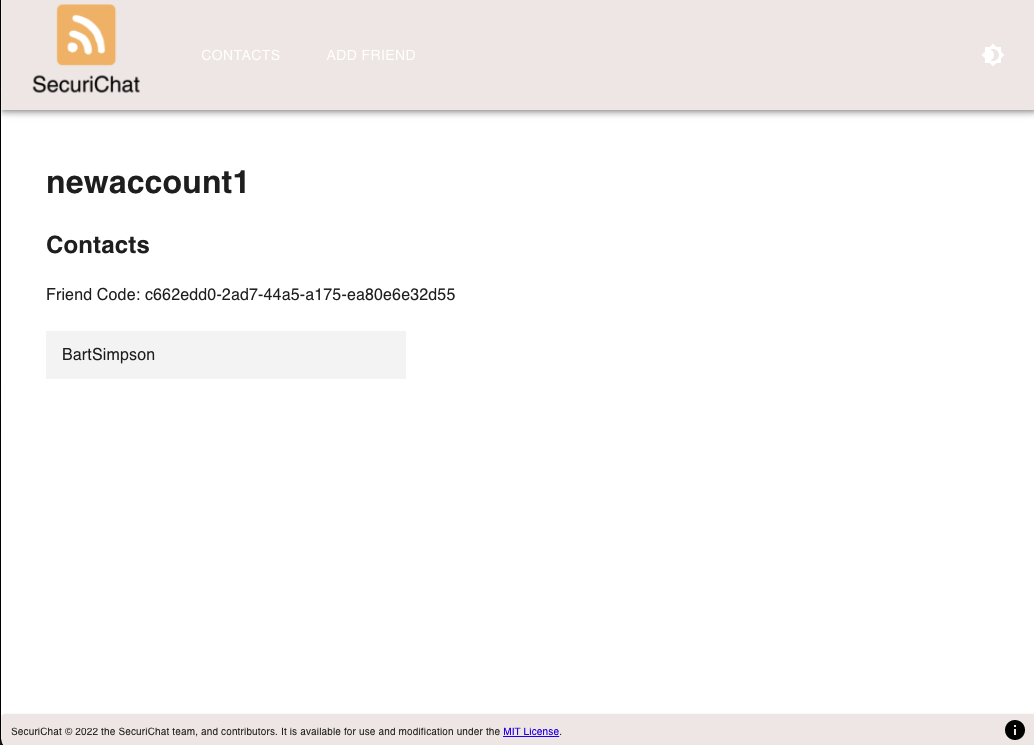 SecuriChat
CONTACTS
ADD FRIEND
newaccount1
Contacts
Friend Code: c662edd0-2ad7-44a5-a175-ea80e6e32d55
BartSimpson
SecuriChat © 2022 the SecuriChat team, and contributors. It is available for use and modification under the MIT License.